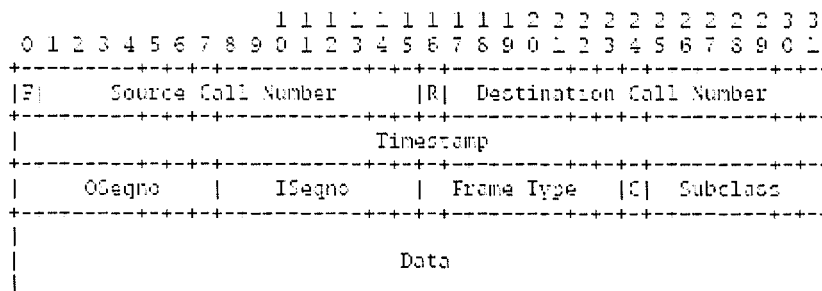 1 1 1 1 1 1 1 1 1 1 2 2 2 2 2 2 2 2 2 2 3 3
0 1 2 3 4 5 6 7 8 9 0 1 2 3 4 5 6 7 8 9 0 1 2 3 4 5 6 7 8 9 0 1
|F| Source Call Number |R| Destination Call Number
| Timestamp
| OSeqno | ISeqno | Frame Type |C| Subclass
| Data